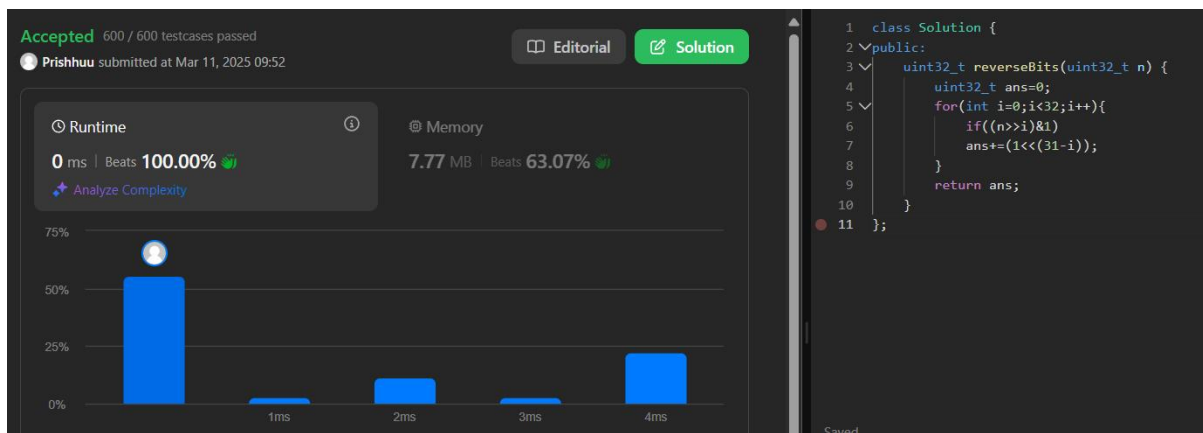 Accepted 600 / 600 testcases passed
Prishhuu submitted at Mar 11, 2025 09:52
Editorial
Solution
Runtime
0 ms | Beats 100.00%
Analyze Complexity
Memory
7.77 MB | Beats 63.07%
75%
50%
25%
0%
1ms 2ms 3ms 4ms
1 class Solution {
2 public:
3     uint32_t reverseBits(uint32_t n) {
4         uint32_t ans=0;
5         for(int i=0;i<32;i++){
6             if((n>>i)&1)
7             ans+=(1<<(31-i));
8         }
9         return ans;
10     }
11 };
Saved